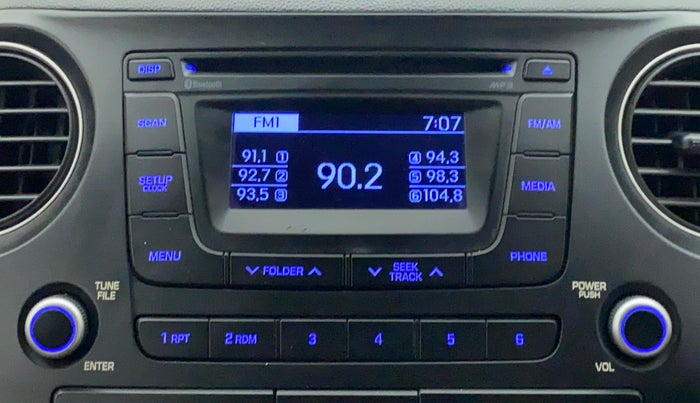 DISP
Bluetooth
MP3
SCAN
FM1 7:07
FM/AM
91,1 1
4 94,3
92,7 2
90.2
5 98,3
93,5 3
6 104,8
SETUP
CLOCK
MEDIA
MENU
FOLDER
SEEK
TRACK
PHONE
TUNE
FILE
POWER
PUSH
1 RPT 2 RDM 3 4 5 6
ENTER
VOL